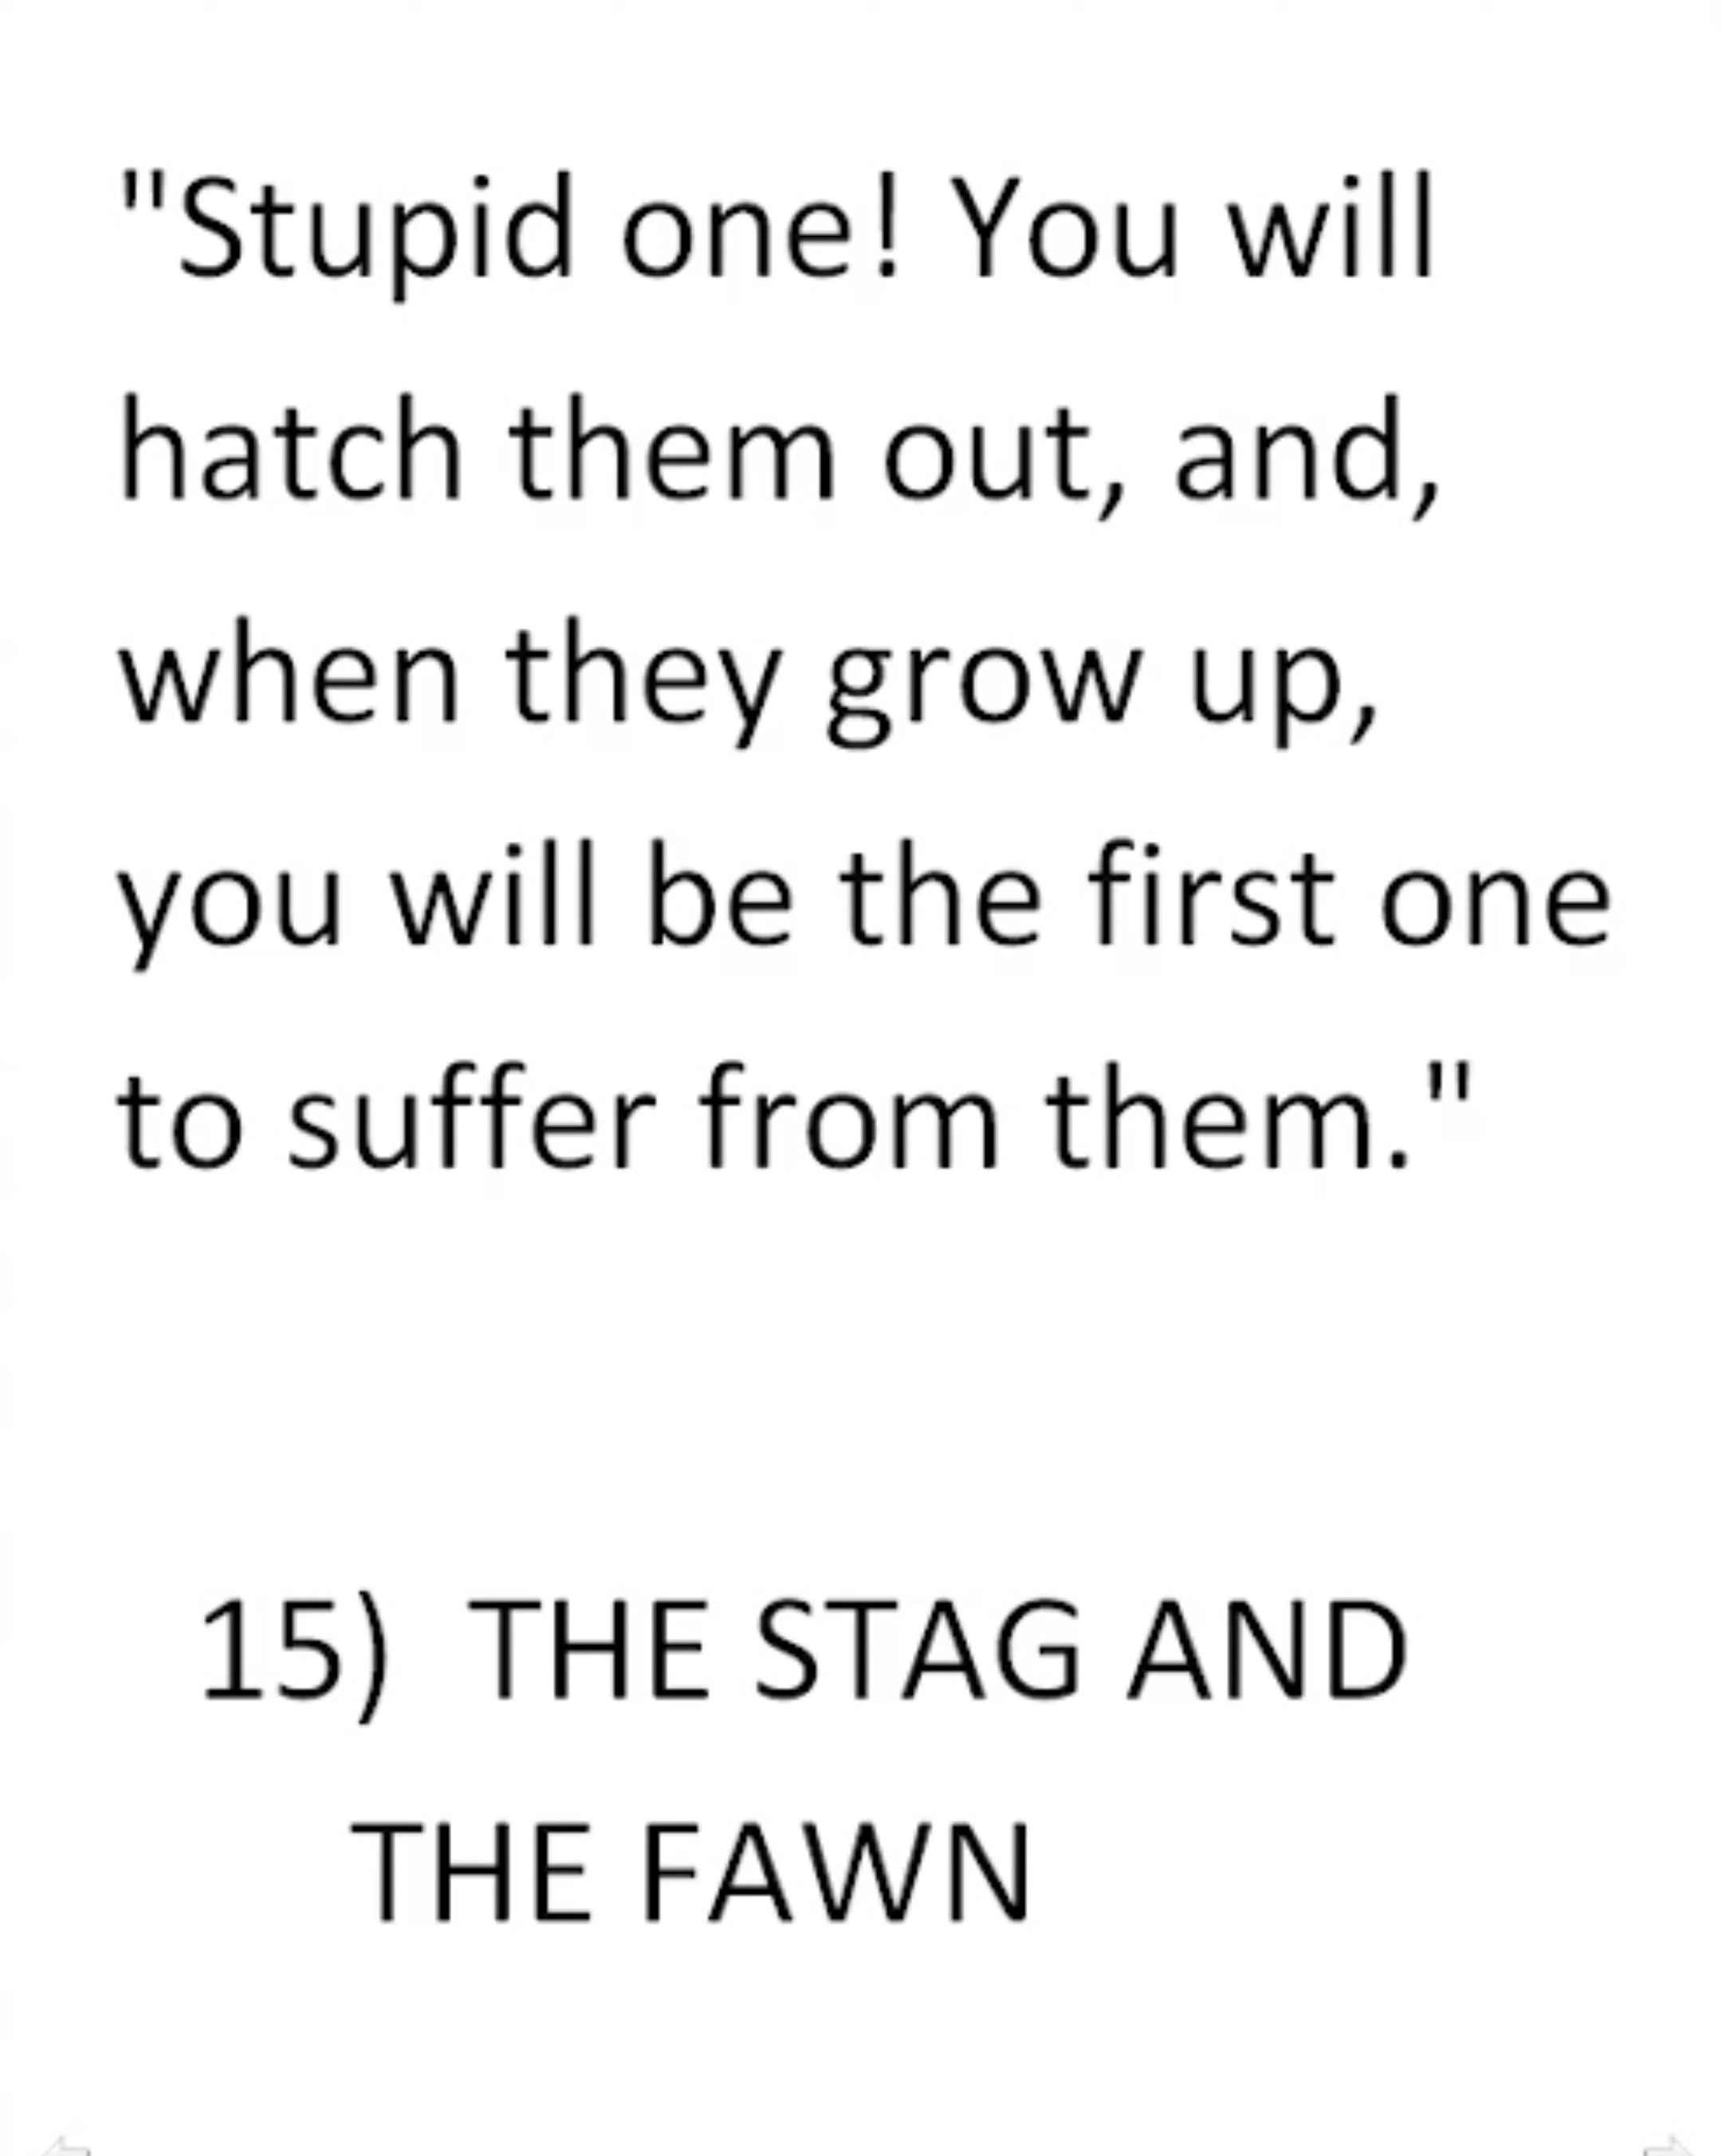 "Stupid one! You will
hatch them out, and,
when they grow up,
you will be the first one
to suffer from them."
15) THE STAG AND
THE FAWN